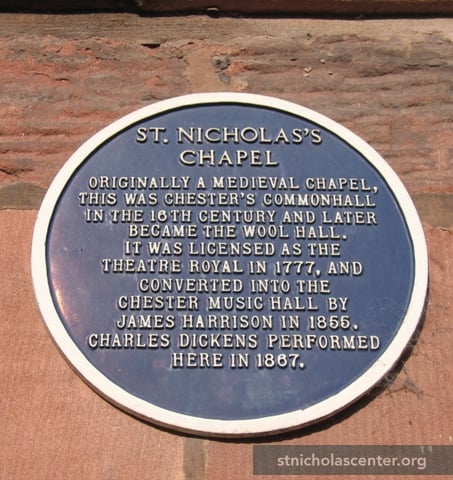 ST. NICHOLAS'S
CHAPEL
ORIGINALLY A MEDIEVAL CHAPEL,
THIS WAS CHESTER'S COMMONHALL
IN THE 16TH CENTURY AND LATER
BECAME THE WOOL HALL.
IT WAS LICENSED AS THE
THEATRE ROYAL IN 1777, AND
CONVERTED INTO THE
CHESTER MUSIC HALL BY
JAMES HARRISON IN 1855.
CHARLES DICKENS PERFORMED
HERE IN 1867.
stnicholascenter.org